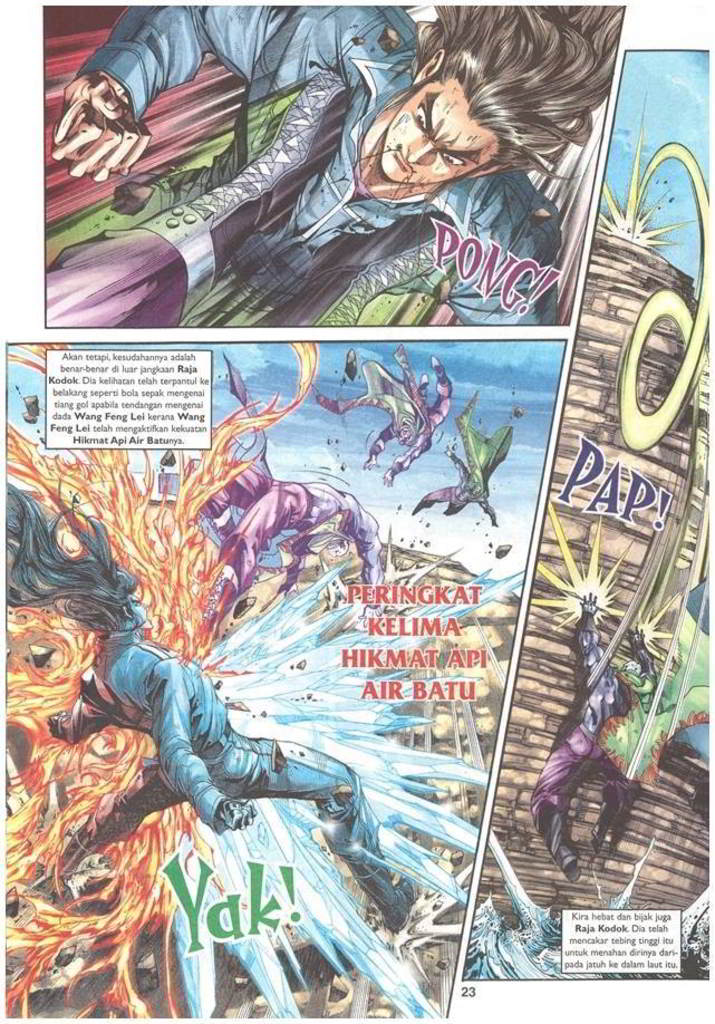 PONG!
Akan tetapi, kesudahannya adalah
benar-benar di luar jangkaan Raja
Kodok. Dia kelihatan telah terpantul ke
belakang seperti bola sepak mengenai
tiang gol apabila tendangan mengenai
dada Wang Feng Lei kerana Wang
Feng Lei telah mengaktifkan kekuatan
Hikmat Api Air Batunya.
PERINGKAT
KELIMA
HIKMAT API
AIR BATU
Yak!
PAP!
Kira hebat dan bijak juga
Raja Kodok. Dia telah
mencakar tebing tinggi itu
untuk menahan dirinya dari-
pada jatuh ke dalam laut itu.
23